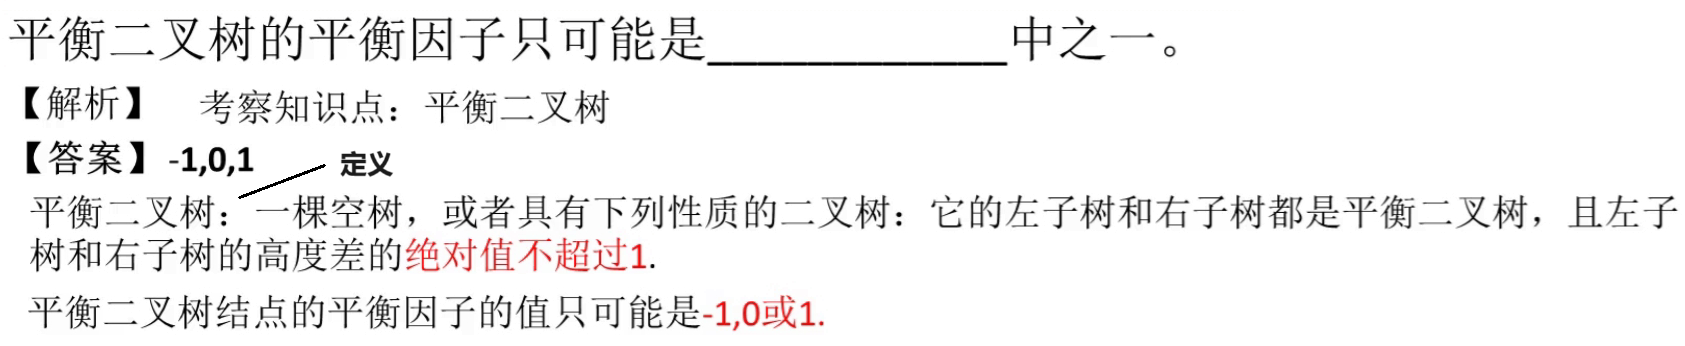 平衡二叉树的平衡因子只可能是____________中之一。
【解析】 考察知识点：平衡二叉树
【答案】-1,0,1 定义
平衡二叉树：一棵空树，或者具有下列性质的二叉树：它的左子树和右子树都是平衡二叉树，且左子
树和右子树的高度差的绝对值不超过1.
平衡二叉树结点的平衡因子的值只可能是-1,0或1.